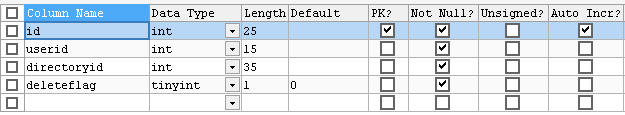 Column Name Data Type Length Default PK? Not Null? Unsigned? Auto Incr?
id int 25
userid int 15
directoryid int 35
deleteflag tinyint 1 0